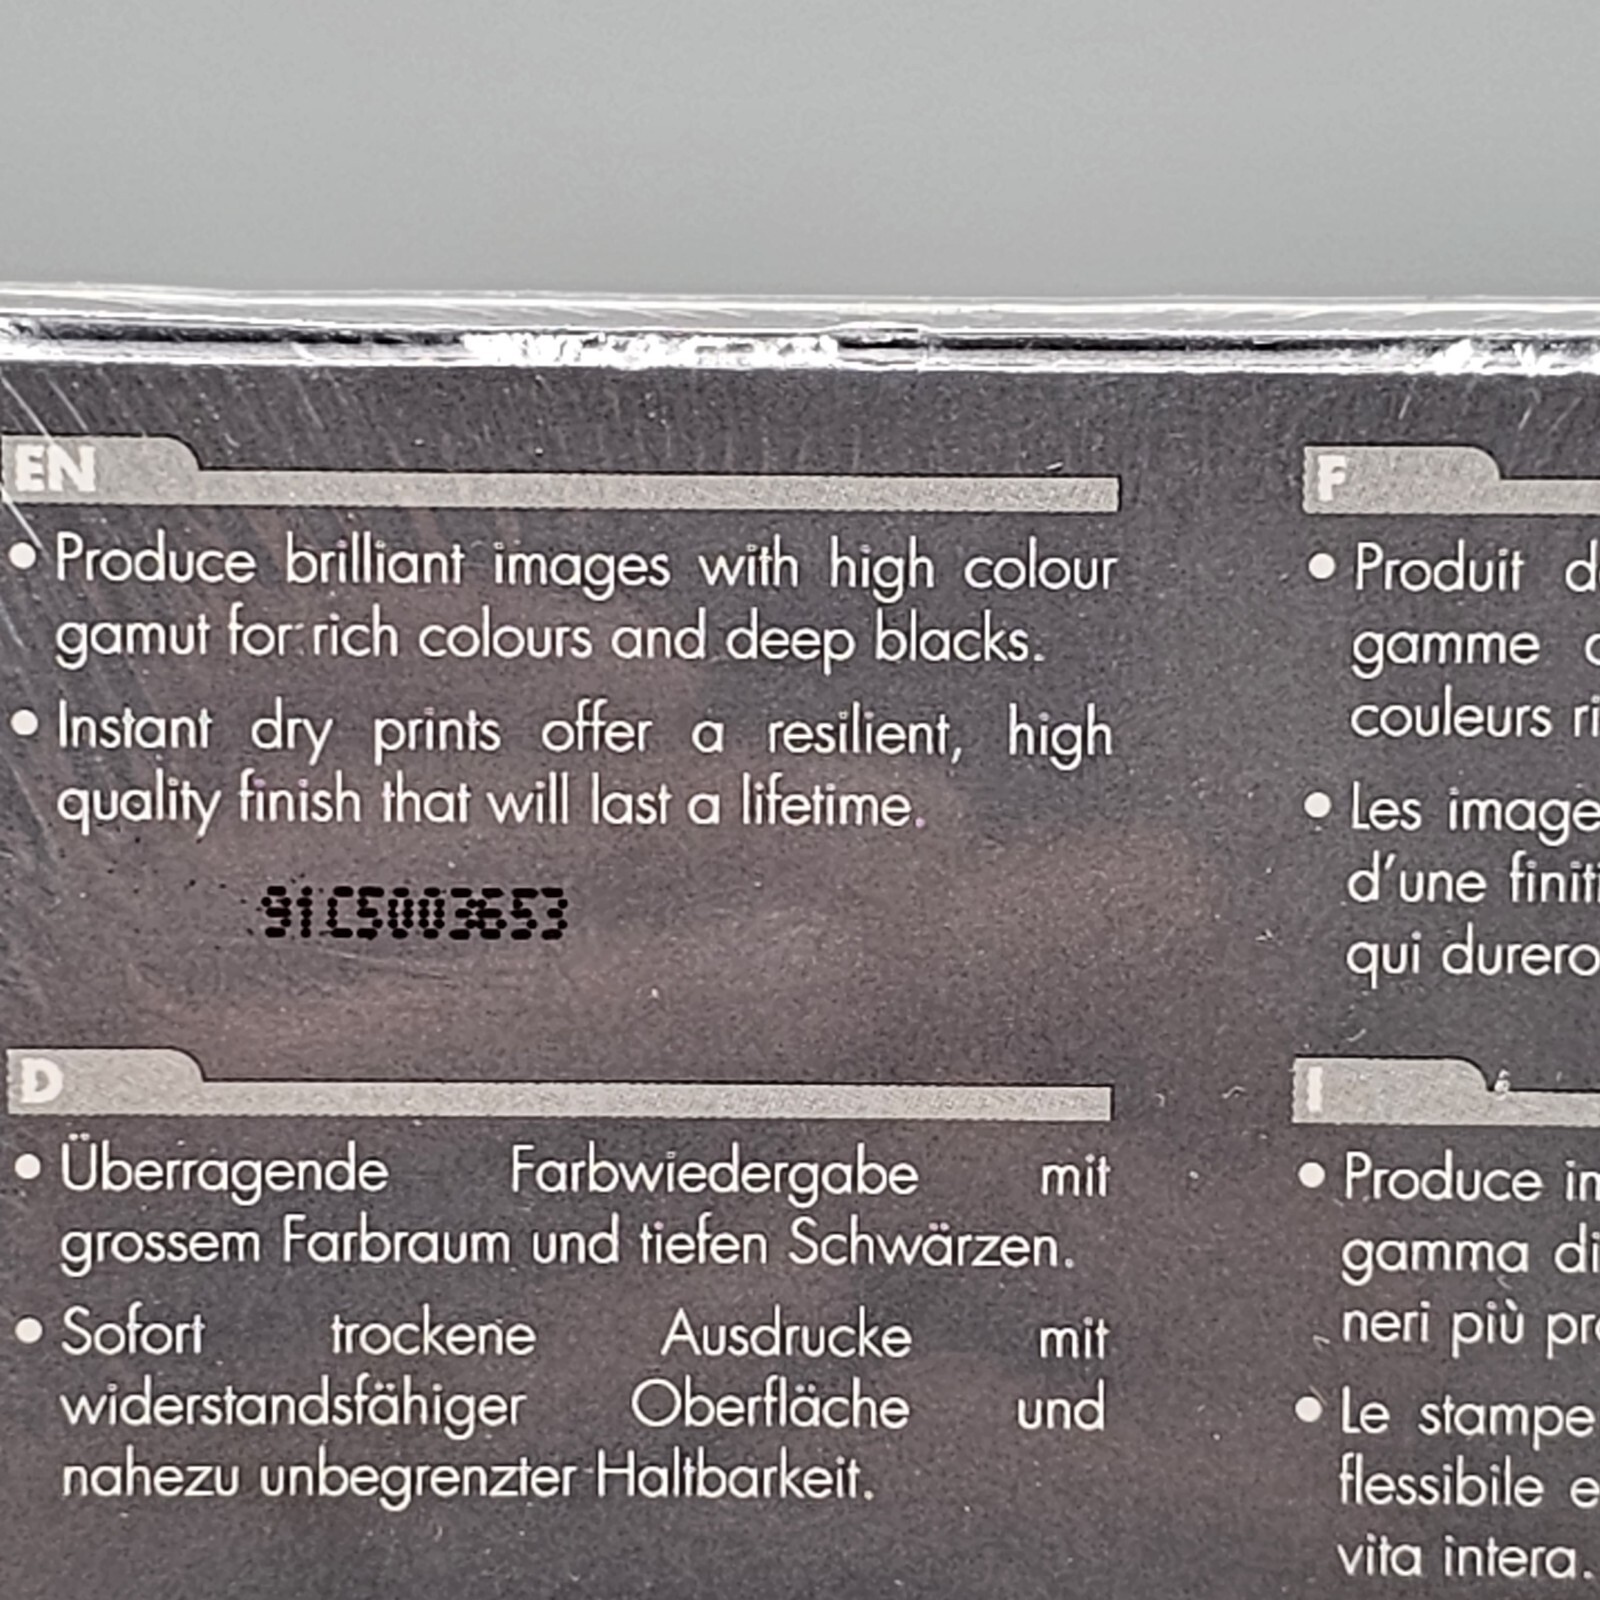 EN
• Produce brilliant images with high colour
gamut for rich colours and deep blacks.
• Instant dry prints offer a resilient, high
quality finish that will last a lifetime.
91C5003653
D
• Überragende Farbwiedergabe mit
grossem Farbraum und tiefen Schwärzen.
• Sofort trockene Ausdrucke mit
widerstandsfähiger Oberfläche und
nahezu unbegrenzter Haltbarkeit.
F
• Produit
gamme
couleurs
• Les
d'une
qui
I
• Produce
gamma
neri più
• Le stampe
flessibile
vita intera.